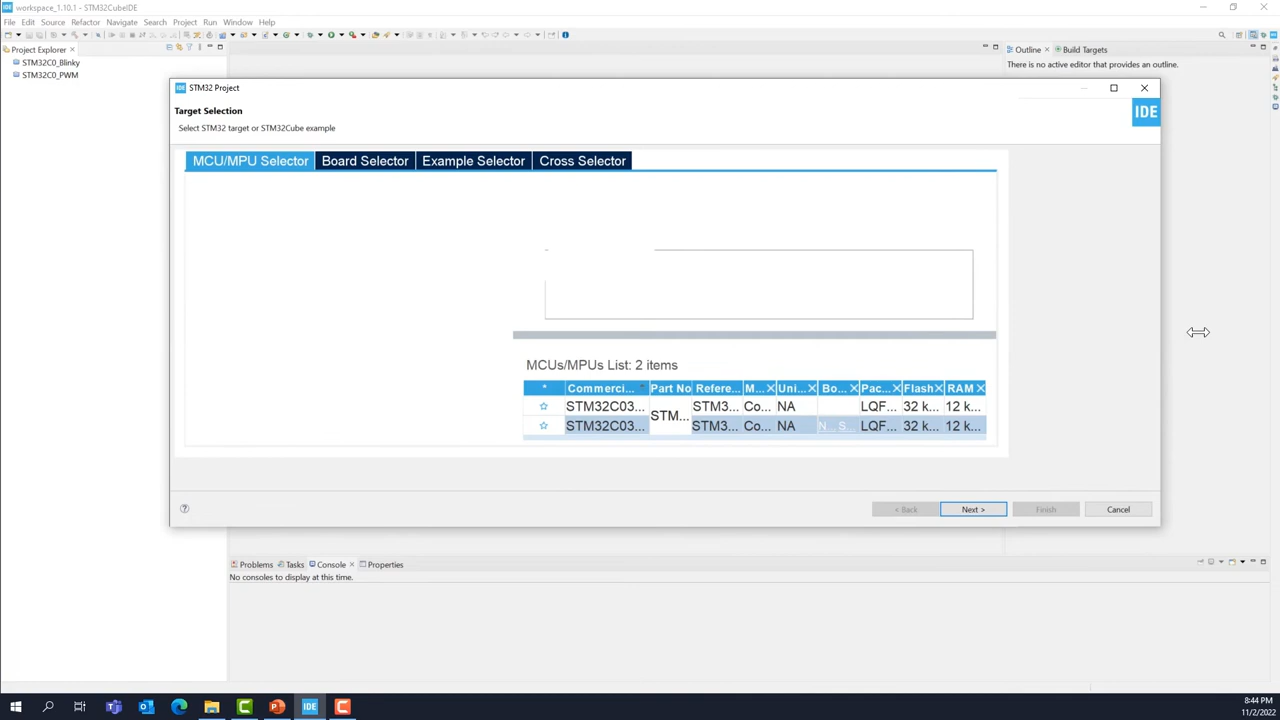 IDE workspace_1.10.1 - STM32CubeIDE
File Edit Source Refactor Navigate Search Project Run Window Help
Project Explorer
Outline Build Targets
STM32C0_Blinky
There is no active editor that provides an outline.
STM32C0_PWM
IDE STM32 Project
Target Selection
IDE
Select STM32 target or STM32Cube example
MCU/MPU Selector Board Selector Example Selector Cross Selector
MCUs/MPUs List: 2 items
* Commerci... Part No Refere... M... Uni... Bo... Pac... Flash RAM
STM32C03... STM3... Co... NA LQF... 32 k... 12 k...
STM...
STM32C03... STM3... Co... NA N... S... LQF... 32 k... 12 k...
? < Back Next > Finish Cancel
Problems Tasks Console Properties
No consoles to display at this time.
IDE
8:44 PM
11/2/2022